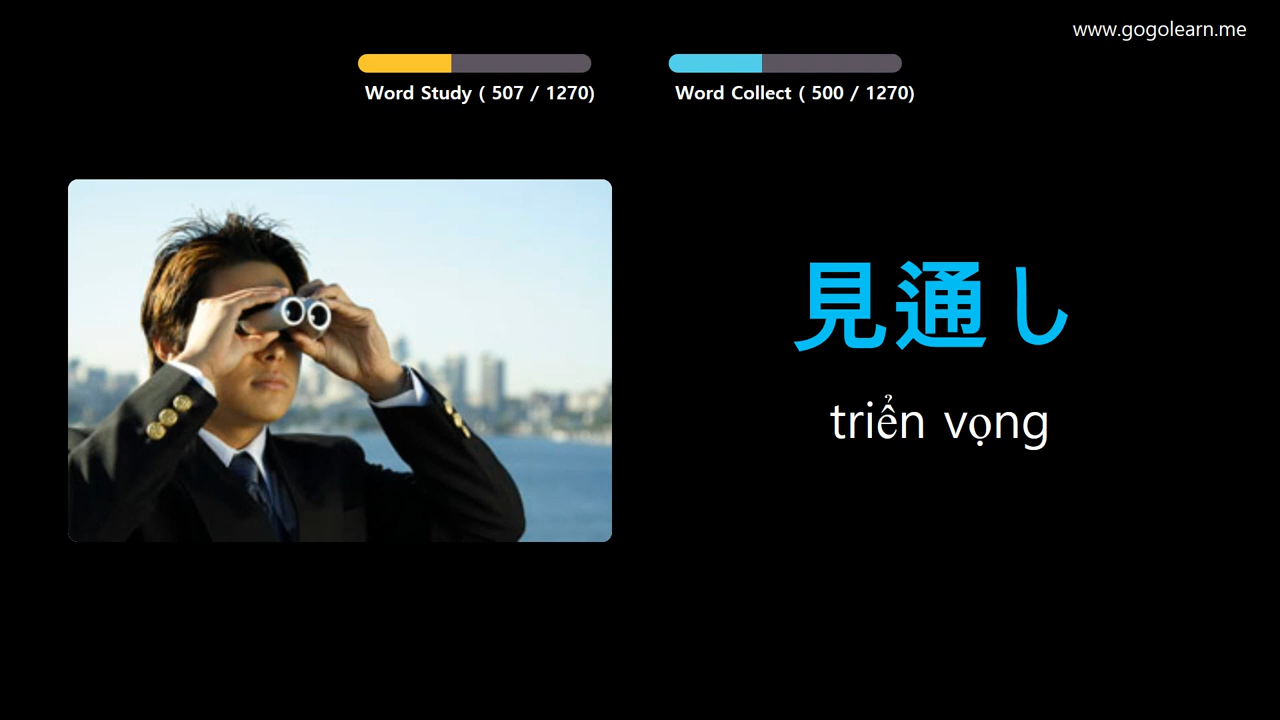 www.gogolearn.me
Word Study ( 507 / 1270)
Word Collect ( 500 / 1270)
見通し
triển vọng